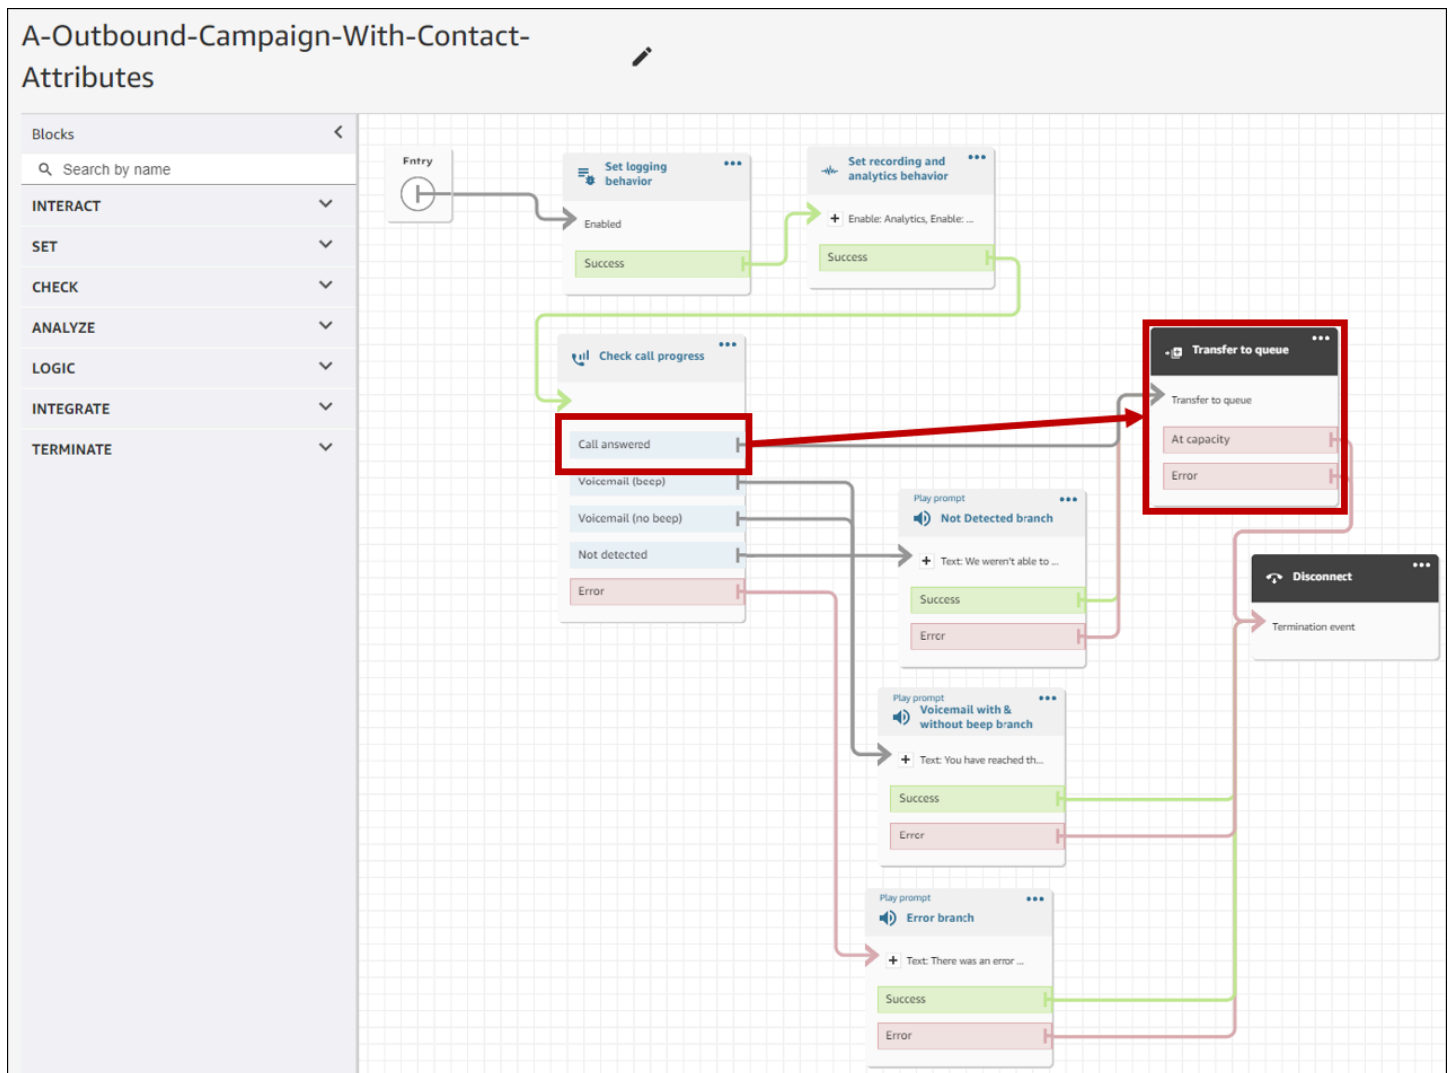 A-Outbound-Campaign-With-Contact-
Attributes
Blocks
Search by name
INTERACT
SET
CHECK
ANALYZE
LOGIC
INTEGRATE
TERMINATE
Entry
Set logging
behavior
Enabled
Success
Set recording and
analytics behavior
Enable: Analytics, Enable: ...
Success
Check call progress
Call answered
Voicemail (beep)
Voicemail (no beep)
Not detected
Error
Transfer to queue
Transfer to queue
At capacity
Error
Play prompt
Not Detected branch
Text: We weren't able to ...
Success
Error
Disconnect
Termination event
Play prompt
Voicemail with &
without beep branch
Text: You have reached th...
Success
Error
Play prompt
Error branch
Text: There was an error ...
Success
Error